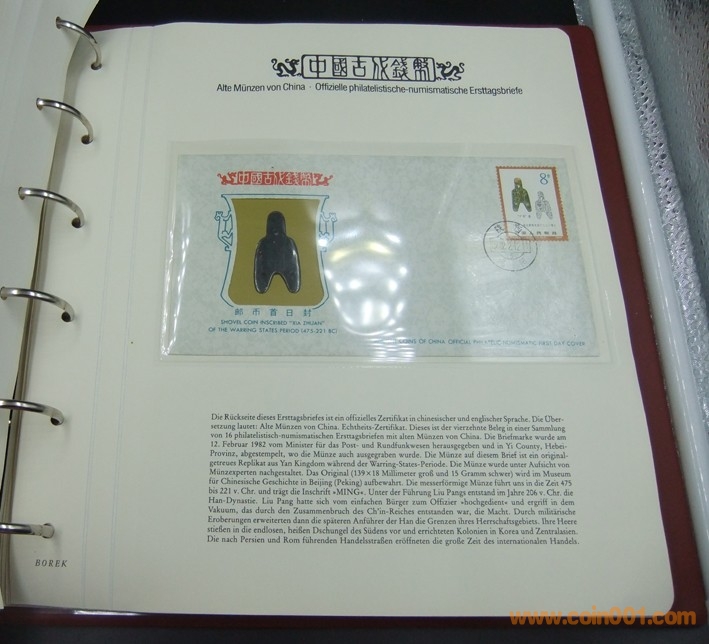 中國古代錢幣
Alte Münzen von China · Offizielle philatelistische-numismatische Ersttagsbriefe
中國古代錢幣
8分
邮币首日封
SHOVEL COIN INSCRIBED "XIA ZHUAN"
OF THE WARRING STATES PERIOD (475-221 BC)
COINS OF CHINA OFFICIAL PHILATELIC NUMISMATIC FIRST DAY COVER
Die Rückseite dieses Ersttagsbriefes ist ein offizielles Zertifikat in chinesischer und englischer Sprache. Die Über-
setzung lautet: Alte Münzen von China. Echtheits-Zertifikat. Dieses ist der vierzehnte Beleg in einer Sammlung
von 16 philatelistisch-numismatischen Ersttagsbriefen mit alten Münzen von China. Die Briefmarke wurde am
12. Februar 1982 vom Minister für das Post- und Rundfunkwesen herausgegeben und in Yi County, Hebei-
Provinz, abgestempelt, wo die Münze auch ausgegraben wurde. Die Münze auf diesem Brief ist ein original-
getreues Replikat aus Yan Kingdom während der Warring-States-Periode. Die Münze wurde unter Aufsicht von
Münzexperten nachgestaltet. Das Original (139×18 Millimeter groß und 15 Gramm schwer) wird im Museum
für Chinesische Geschichte in Beijing (Peking) aufbewahrt. Die messerförmige Münze führt uns in die Zeit 475
bis 221 v. Chr. und trägt die Inschrift »MING«. Unter der Führung Liu Pangs entstand im Jahre 206 v. Chr. die
Han-Dynastie. Liu Pang hatte sich vom einfachen Bürger zum Offizier »hochgedient« und ergriff in dem
Vakuum, das durch den Zusammenbruch des Ch'in-Reiches entstanden war, die Macht. Durch militärische
Eroberungen erweiterten dann die späteren Anführer der Han die Grenzen ihres Herrschaftsgebiets. Ihre Heere
stießen in die endlosen, heißen Dschungel des Südens vor und errichteten Kolonien in Korea und Zentralasien.
Die nach Persien und Rom führenden Handelsstraßen eröffneten die große Zeit des internationalen Handels.
BOREK
www.coin001.com